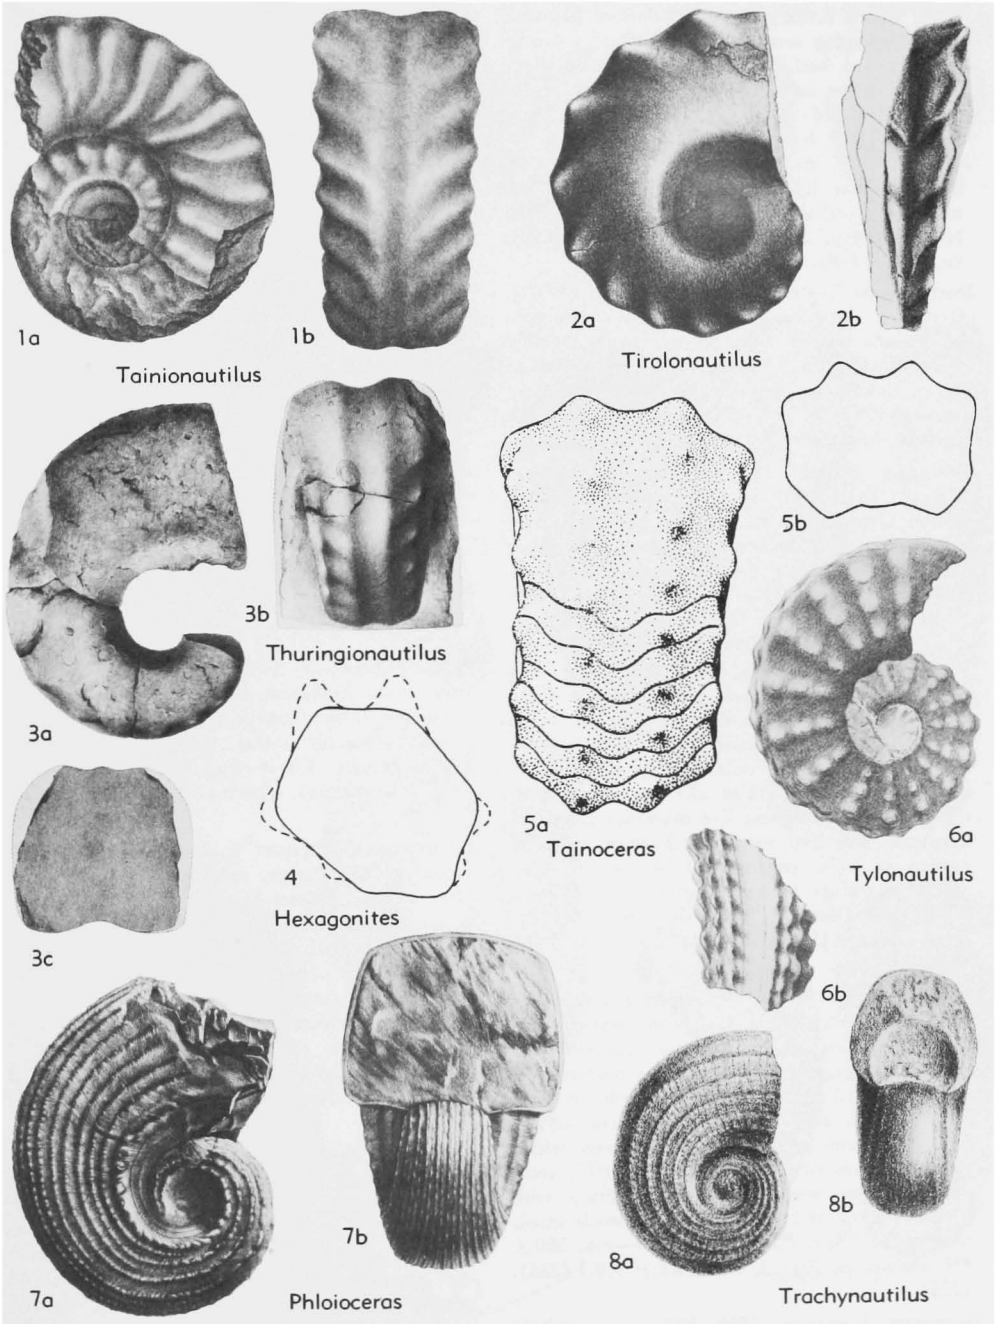 1a
1b
2a
2b
Tainionautilus
Tirolonautilus
3a
3b
Thuringionautilus
5b
3c
4
Hexagonites
5a
Tainoceras
6a
Tylonautilus
6b
7a
7b
Phloioceras
8a
8b
Trachynautilus